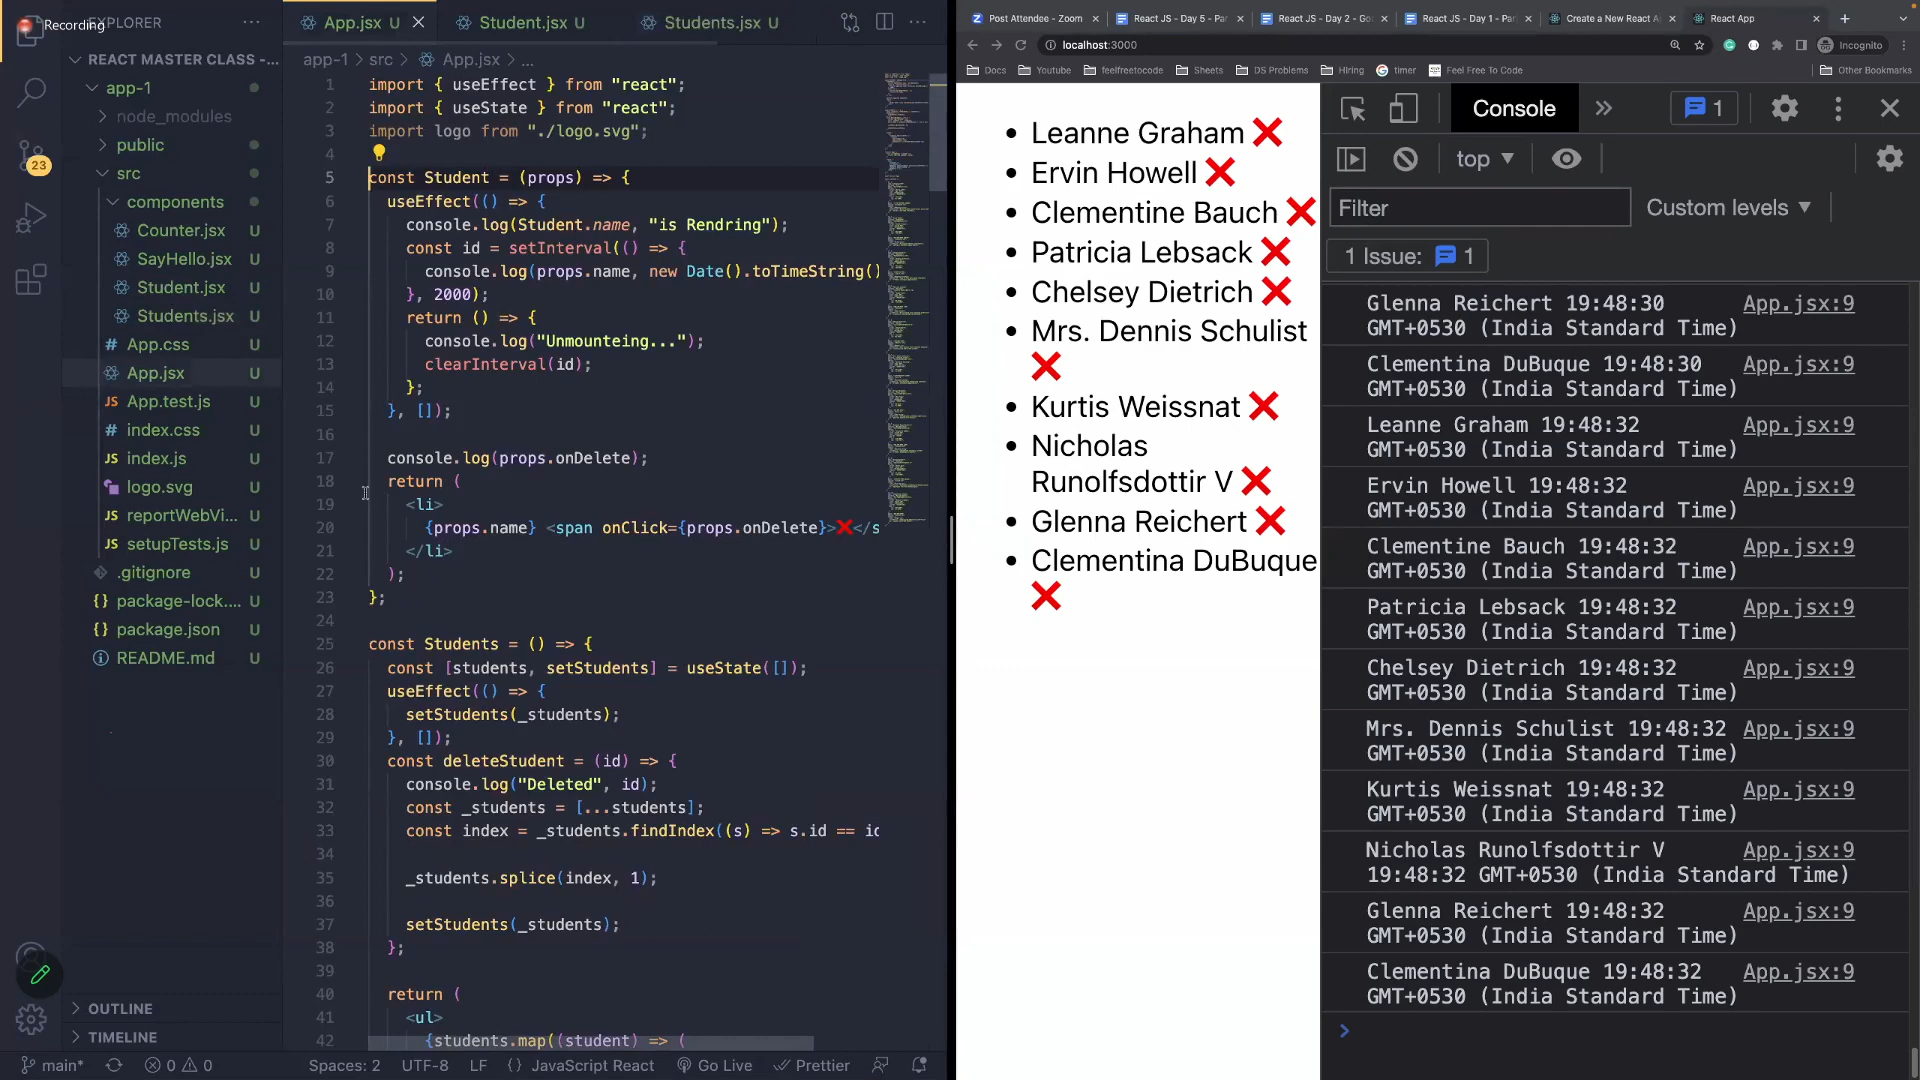 Recording
EXPLORER
REACT MASTER CLASS -...
app-1
node_modules
public
src
components
Counter.jsx U
SayHello.jsx U
Student.jsx U
Students.jsx U
# App.css U
App.jsx U
JS App.test.js U
# index.css U
JS index.js U
logo.svg U
JS reportWebVi... U
JS setupTests.js U
.gitignore U
{} package-lock.... U
{} package.json U
README.md U
23
OUTLINE
TIMELINE
App.jsx U
Student.jsx U
Students.jsx U
app-1 > src > App.jsx > ...
1 import { useEffect } from "react";
2 import { useState } from "react";
3 import logo from "./logo.svg";
4
5 const Student = (props) => {
6 useEffect(() => {
7 console.log(Student.name, "is Rendring");
8 const id = setInterval(() => {
9 console.log(props.name, new Date().toTimeString()
10 }, 2000);
11 return () => {
12 console.log("Unmounteing...");
13 clearInterval(id);
14 };
15 }, []);
16
17 console.log(props.onDelete);
18 return (
19 <li>
20 {props.name} <span onClick={props.onDelete}>❌</s
21 </li>
22 );
23 };
24
25 const Students = () => {
26 const [students, setStudents] = useState([]);
27 useEffect(() => {
28 setStudents(_students);
29 }, []);
30 const deleteStudent = (id) => {
31 console.log("Deleted", id);
32 const _students = [...students];
33 const index = _students.findIndex((s) => s.id == id
34
35 _students.splice(index, 1);
36
37 setStudents(_students);
38 };
39
40 return (
41 <ul>
42 {students.map((student) => (
main* 0 0 Spaces: 2 UTF-8 LF {} JavaScript React Go Live Prettier
Post Attendee - Zoom
React JS - Day 5 - Par
React JS - Day 2 - Goo
React JS - Day 1 - Part
Create a New React A
React App
localhost:3000
Incognito
Docs Youtube feelfreetocode Sheets DS Problems Hiring timer Feel Free To Code Other Bookmarks
• Leanne Graham ❌
• Ervin Howell ❌
• Clementine Bauch ❌
• Patricia Lebsack ❌
• Chelsey Dietrich ❌
• Mrs. Dennis Schulist
❌
• Kurtis Weissnat ❌
• Nicholas
Runolfsdottir V ❌
• Glenna Reichert ❌
• Clementina DuBuque
❌
Console » 1
top
Filter
Custom levels
1 Issue: 1
Glenna Reichert 19:48:30 App.jsx:9
GMT+0530 (India Standard Time)
Clementina DuBuque 19:48:30 App.jsx:9
GMT+0530 (India Standard Time)
Leanne Graham 19:48:32 App.jsx:9
GMT+0530 (India Standard Time)
Ervin Howell 19:48:32 App.jsx:9
GMT+0530 (India Standard Time)
Clementine Bauch 19:48:32 App.jsx:9
GMT+0530 (India Standard Time)
Patricia Lebsack 19:48:32 App.jsx:9
GMT+0530 (India Standard Time)
Chelsey Dietrich 19:48:32 App.jsx:9
GMT+0530 (India Standard Time)
Mrs. Dennis Schulist 19:48:32 App.jsx:9
GMT+0530 (India Standard Time)
Kurtis Weissnat 19:48:32 App.jsx:9
GMT+0530 (India Standard Time)
Nicholas Runolfsdottir V App.jsx:9
19:48:32 GMT+0530 (India Standard Time)
Glenna Reichert 19:48:32 App.jsx:9
GMT+0530 (India Standard Time)
Clementina DuBuque 19:48:32 App.jsx:9
GMT+0530 (India Standard Time)